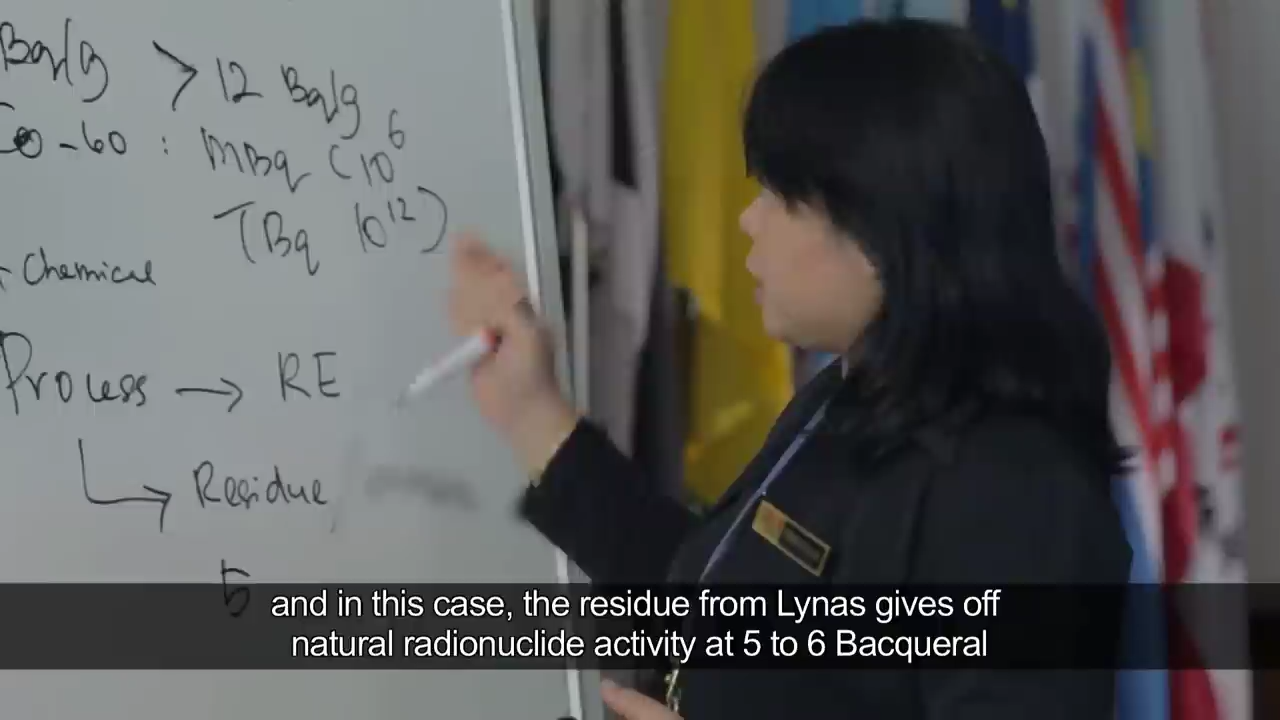 Bq/g > 12 Bq/g
Co-60 : MBq (10^6
TBq 10^12)
Chemical
Process → RE
Residue /
5
and in this case, the residue from Lynas gives off
natural radionuclide activity at 5 to 6 Bacqueral